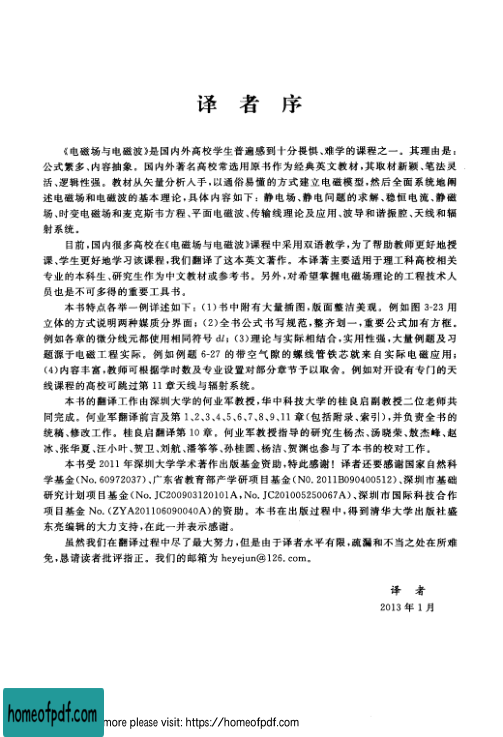 译 者 序
《电磁场与电磁波》是国内外高校学生普遍感到十分畏惧、难学的课程之一。其理由是:
公式繁多、内容抽象。国内外著名高校常选用原书作为经典英文教材,其取材新颖、笔法灵
活、逻辑性强。教材从矢量分析入手,以通俗易懂的方式建立电磁模型,然后全面系统地阐
述电磁场和电磁波的基本理论,具体内容如下:静电场、静电问题的求解、稳恒电流、静磁
场、时变电磁场和麦克斯韦方程、平面电磁波、传输线理论及应用、波导和谐振腔、天线和辐
射系统。
目前,国内很多高校在《电磁场与电磁波》课程中采用双语教学,为了帮助教师更好地授
课、学生更好地学习该课程,我们翻译了这本英文著作。本译著主要适用于理工科高校相关
专业的本科生、研究生作为中文教材或参考书。另外,对希望掌握电磁场理论的工程技术人
员也是不可多得的重要工具书。
本书特点各举一例详述如下:(1)书中附有大量插图,版面整洁美观。例如图 3-23 用
立体的方式说明两种媒质分界面;(2)全书公式书写规范,整齐划一,重要公式加有方框。
例如各章的微分线元都使用相同符号 dl;(3)理论与实际相结合,实用性强,大量例题及习
题源于电磁工程实际。例如例题 6-27 的带空气隙的螺线管铁芯就来自实际电磁应用;
(4)内容丰富,教师可根据学时数及专业设置对部分章节予以取舍。例如对开设有专门的天
线课程的高校可跳过第 11 章天线与辐射系统。
本书的翻译工作由深圳大学的何业军教授,华中科技大学的桂良启副教授二位老师共
同完成。何业军翻译前言及第 1、2、3、4、5、6、7、8、9、11 章(包括附录、索引),并负责全书的
统稿、修改工作。桂良启翻译第 10 章。何业军教授指导的研究生杨杰、汤晓荣、敖杰峰、赵
冰、张华夏、汪小叶、贺卫、刘航、潘筝筝、孙桂圆、杨洁、贺渊也参与了本书的校对工作。
本书受 2011 年深圳大学学术著作出版基金资助,特此感谢!译者还要感谢国家自然科
学基金(No. 60972037)、广东省教育部产学研项目基金(N0. 2011B090400512)、深圳市基础
研究计划项目基金(No. JC200903120101A, No. JC201005250067A)、深圳市国际科技合作
项目基金 No. (ZYA201106090040A)的资助。本书在出版过程中,得到清华大学出版社盛
东亮编辑的大力支持,在此一并表示感谢。
虽然我们在翻译过程中尽了最大努力,但是由于译者水平有限,疏漏和不当之处在所难
免,恳请读者批评指正。我们的邮箱为 heyejun@126.com。
译 者
2013 年 1 月
homeofpdf.com
more please visit: https://homeofpdf.com